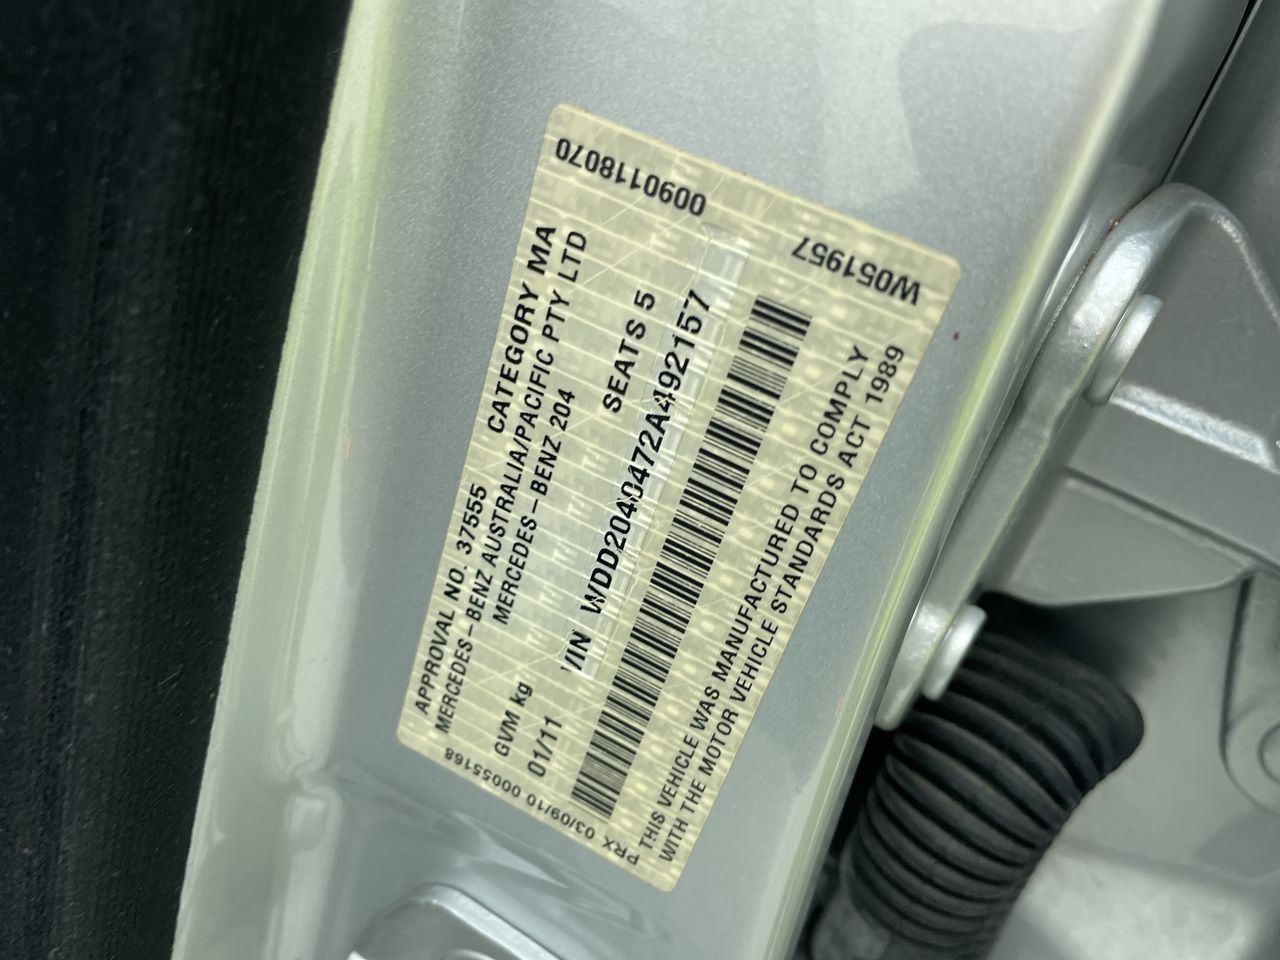 APPROVAL NO. 37555 CATEGORY MA
MERCEDES-BENZ AUSTRALIA/PACIFIC PTY LTD
MERCEDES-BENZ 204
GVM kg SEATS 5
01/11 VIN WDD2040472A492157
THIS VEHICLE WAS MANUFACTURED TO COMPLY
WITH THE MOTOR VEHICLE STANDARDS ACT 1989
PRX 03/09/10 00055168
0090118070
W051957